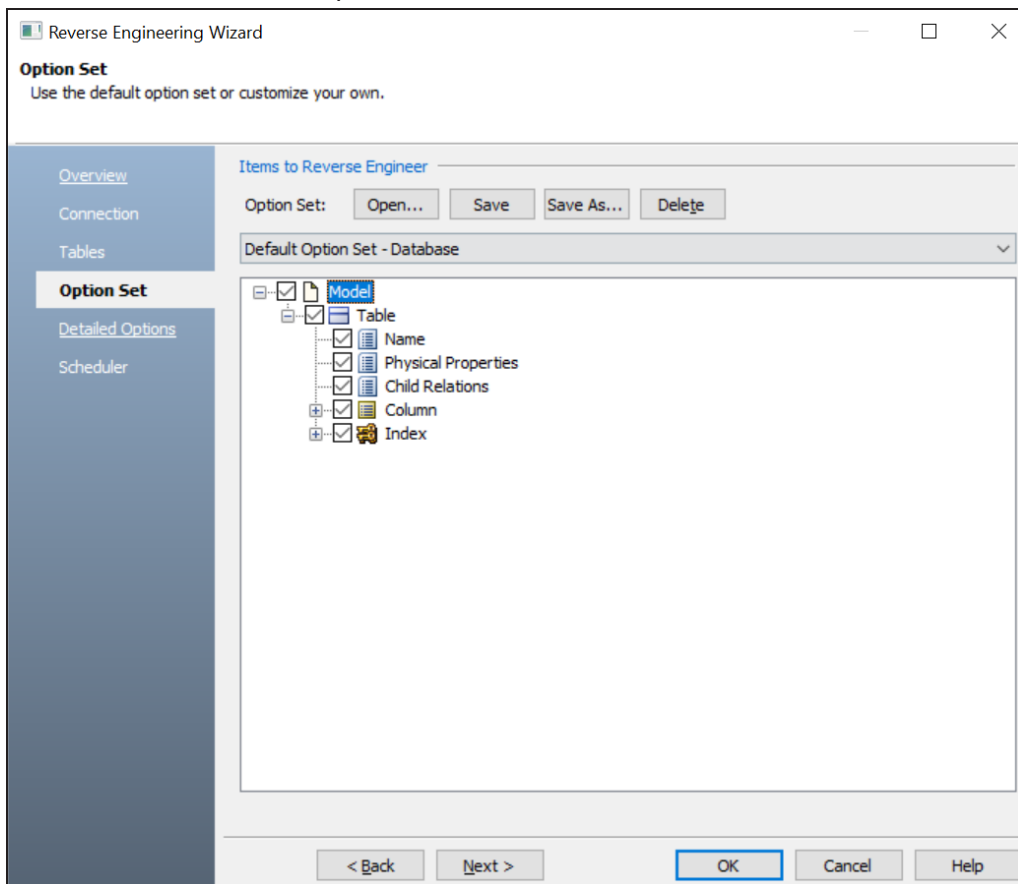 Reverse Engineering Wizard
Option Set
Use the default option set or customize your own.
Overview
Connection
Tables
Option Set
Detailed Options
Scheduler
Items to Reverse Engineer
Option Set: Open... Save Save As... Delete
Default Option Set - Database
Model
Table
Name
Physical Properties
Child Relations
Column
Index
< Back Next > OK Cancel Help